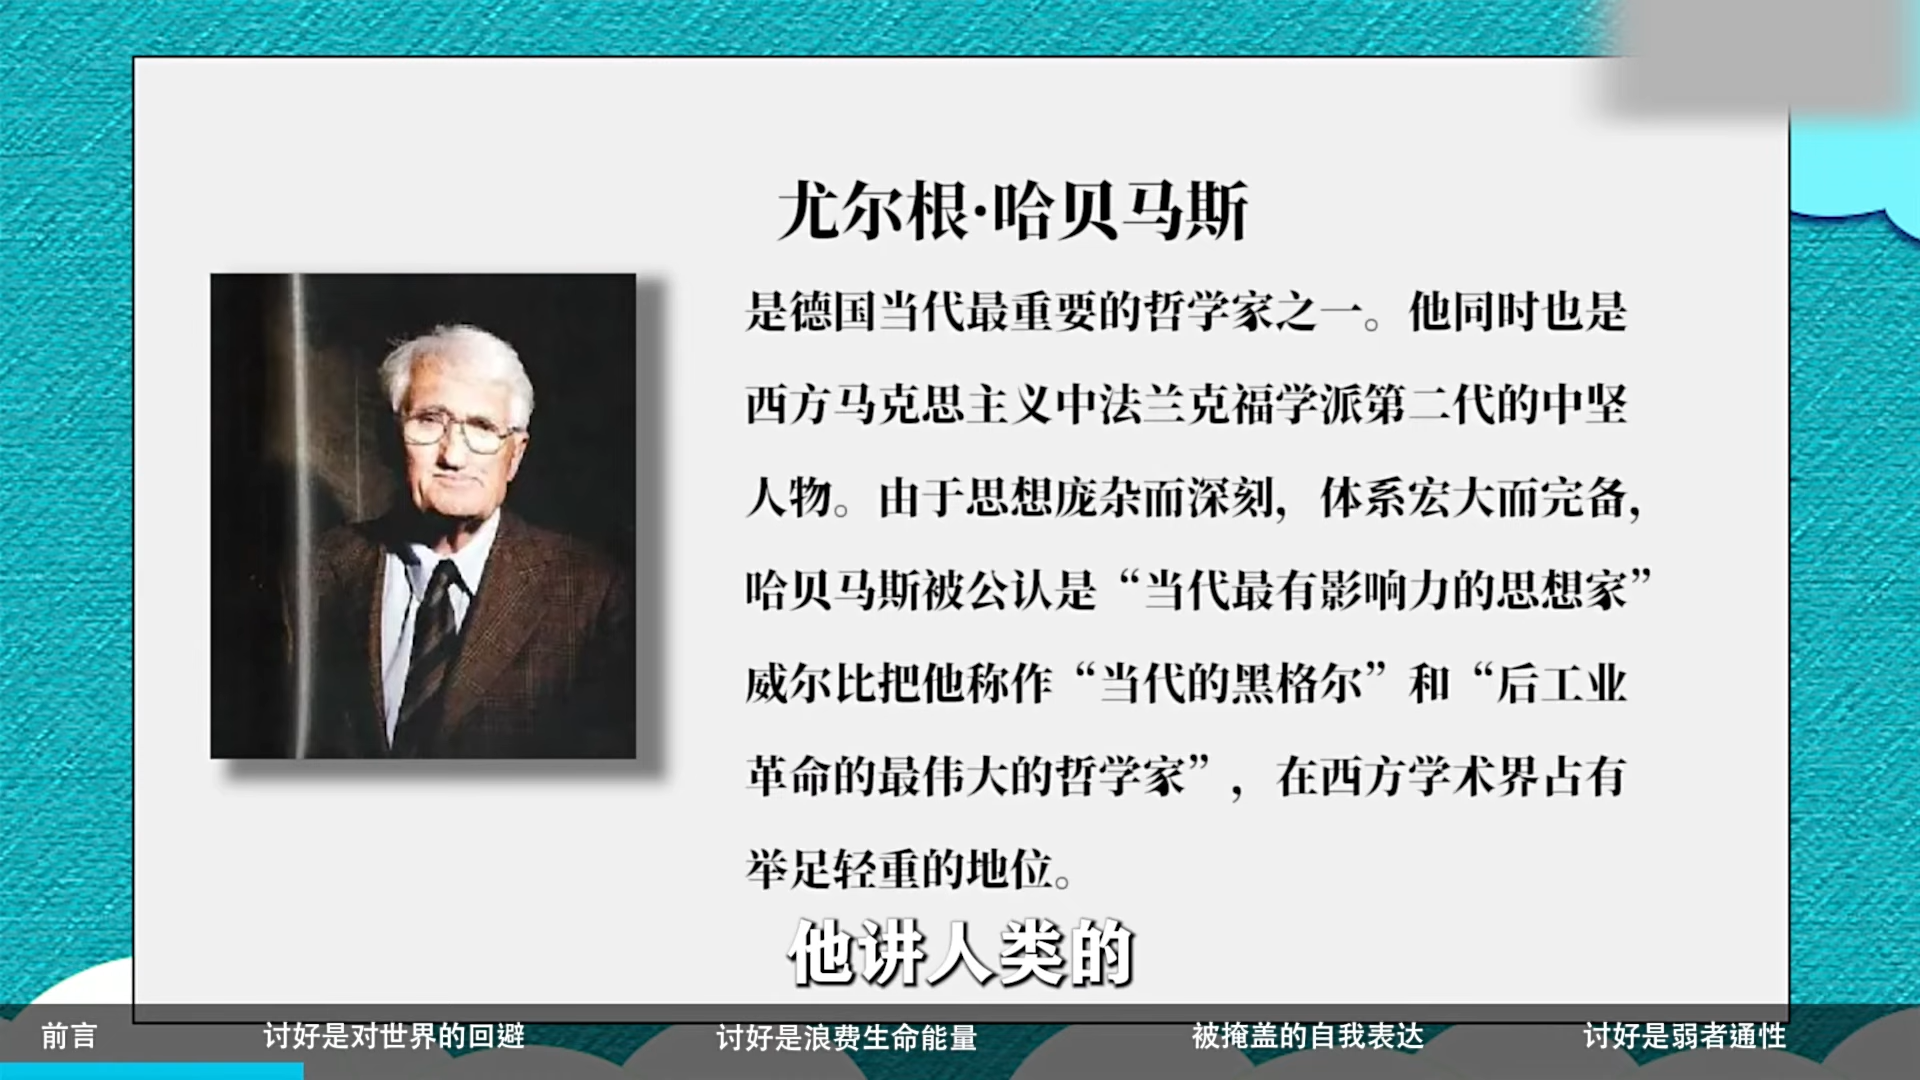 尤尔根·哈贝马斯
是德国当代最重要的哲学家之一。他同时也是
西方马克思主义中法兰克福学派第二代的中坚
人物。由于思想庞杂而深刻，体系宏大而完备，
哈贝马斯被公认是“当代最有影响力的思想家”
威尔比把他称作“当代的黑格尔”和“后工业
革命的最伟大的哲学家”，在西方学术界占有
举足轻重的地位。
他讲人类的
前言 讨好是对世界的回避 讨好是浪费生命能量 被掩盖的自我表达 讨好是弱者通性